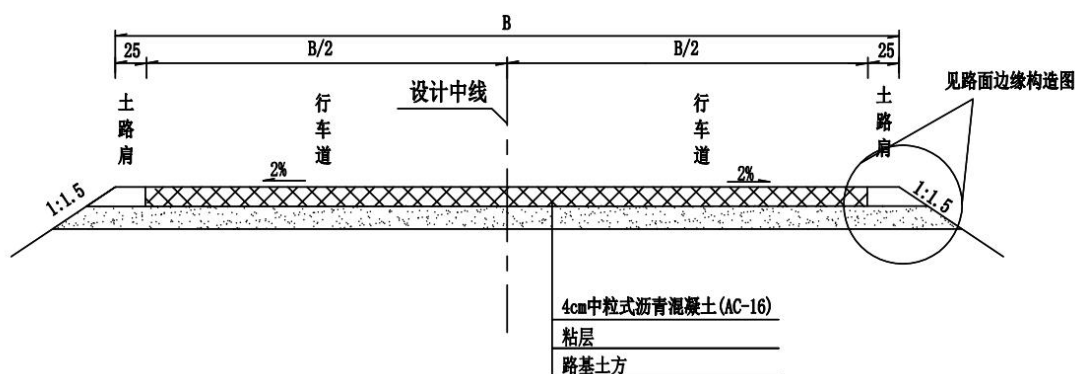 B
25
B/2
B/2
25
设计中线
见路面边缘构造图
土路肩
行车道
行车道
土路肩
2%
2%
1:1.5
1:1.5
4cm中粒式沥青混凝土(AC-16)
粘层
路基土方